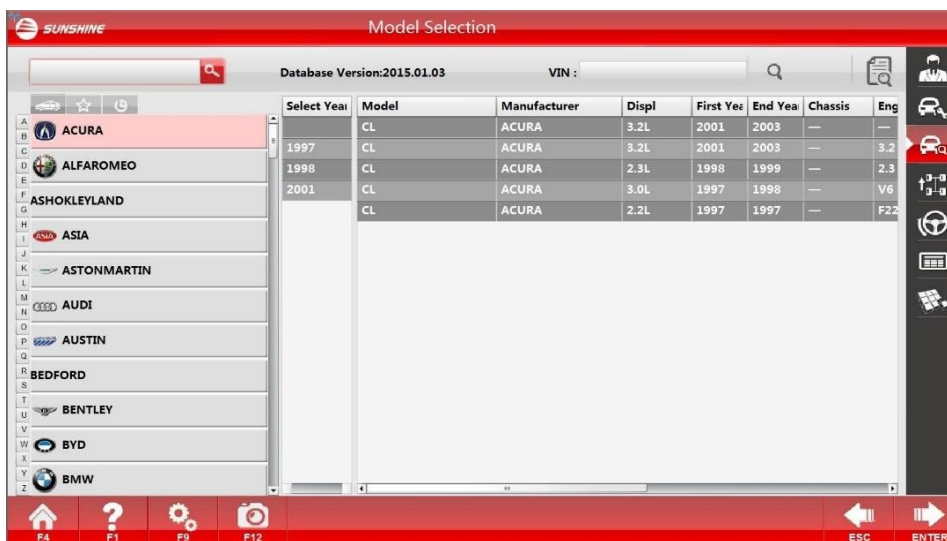 SUNSHINE
Model Selection
Database Version:2015.01.03
VIN :
Select Year Model Manufacturer Displ First Yea End Year Chassis Eng
CL ACURA 3.2L 2001 2003 — —
1997 CL ACURA 3.2L 2001 2003 — 3.2
1998 CL ACURA 2.3L 1998 1999 — 2.3
2001 CL ACURA 3.0L 1997 1998 — V6
CL ACURA 2.2L 1997 1997 — F22
A
B
C
D
E
F
G
H
I
J
K
L
M
N
O
P
Q
R
S
T
U
V
W
X
Y
Z
ACURA
ALFAROMEO
ASHOKLEYLAND
ASIA
ASIA
ASTONMARTIN
AUDI
AUSTIN
BEDFORD
BENTLEY
BYD
BMW
F4
F1
F9
F12
ESC
ENTER